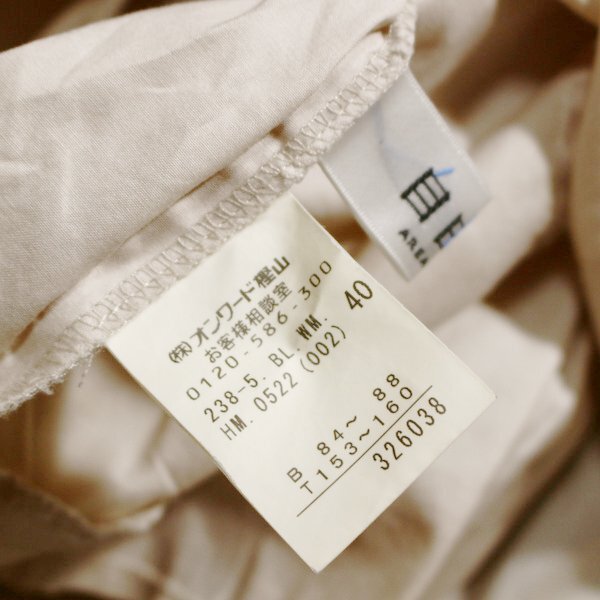 (株)オンワード樫山
お客様相談室
0120-586-300
238-5. BL. WM. 40
HM. 0522 (002)
B 84～ 88
T153～160
326038